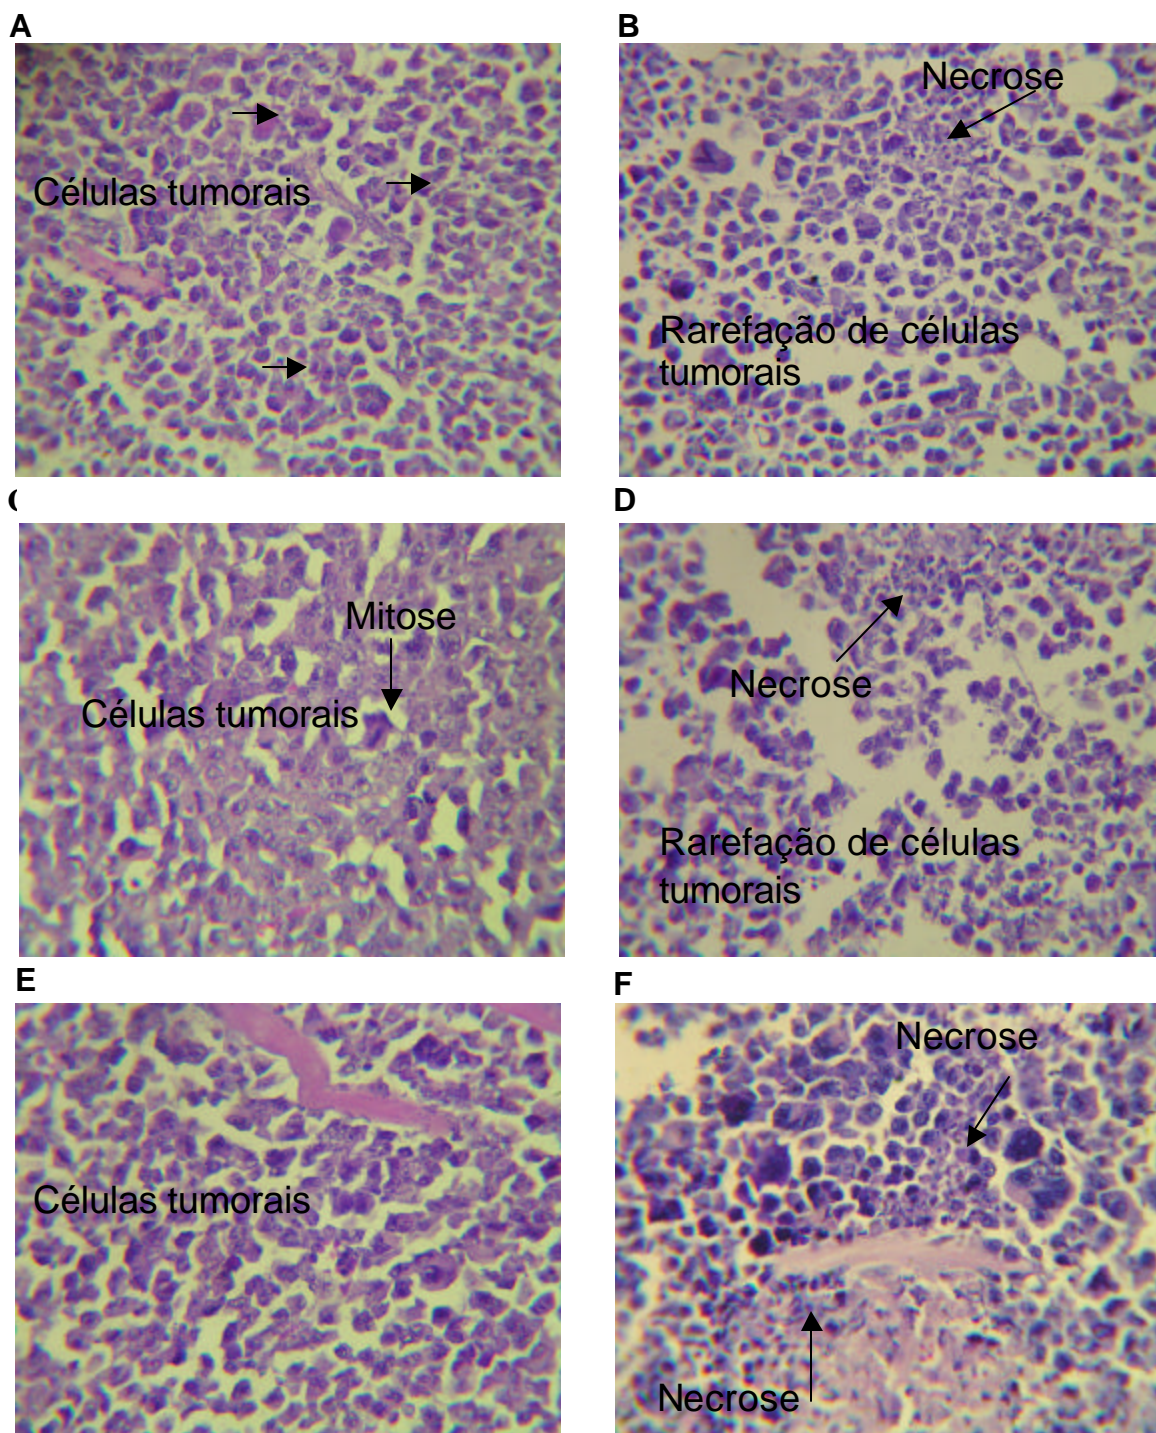 A
B
Necrose
Células tumorais
Rarefação de células
tumorais
D
Mitose
Células tumorais
Necrose
Rarefação de células
tumorais
E
F
Necrose
Células tumorais
Necrose